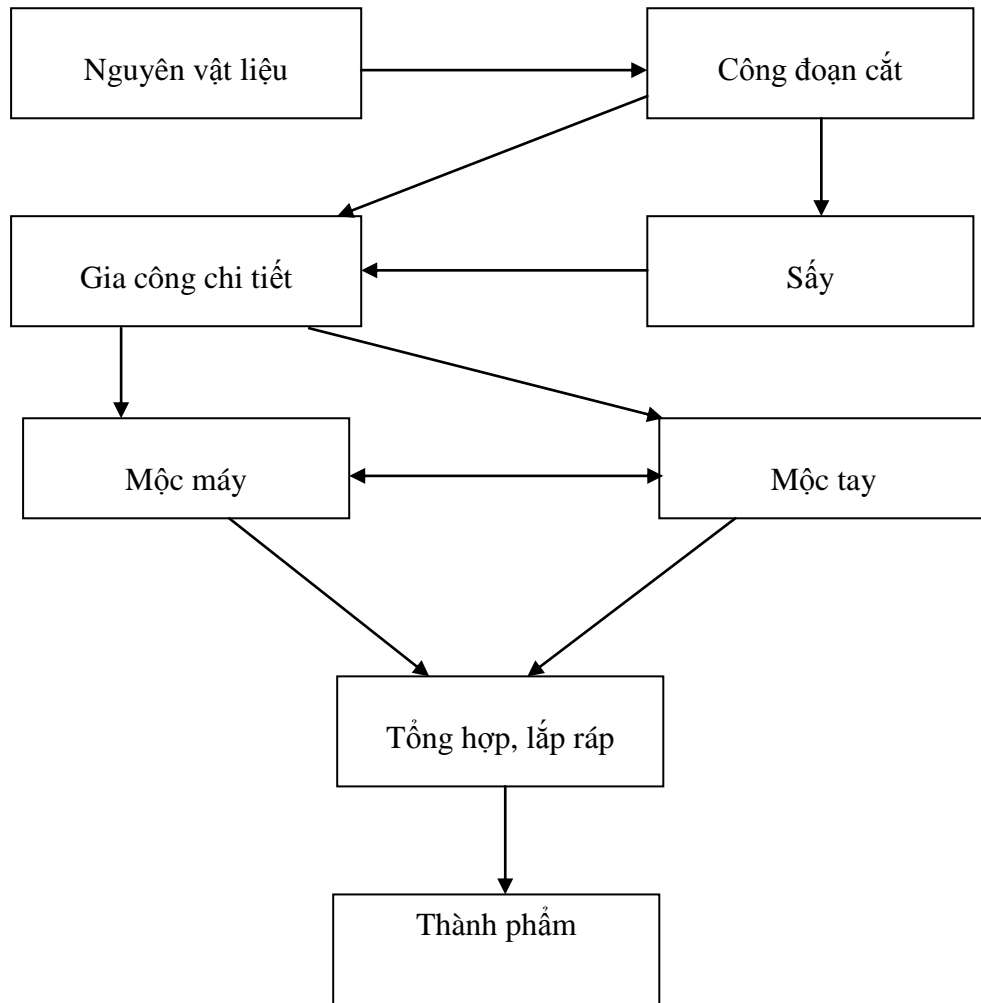 Nguyên vật liệu
Công đoạn cắt
Gia công chi tiết
Sấy
Mộc máy
Mộc tay
Tổng hợp, lắp ráp
Thành phẩm